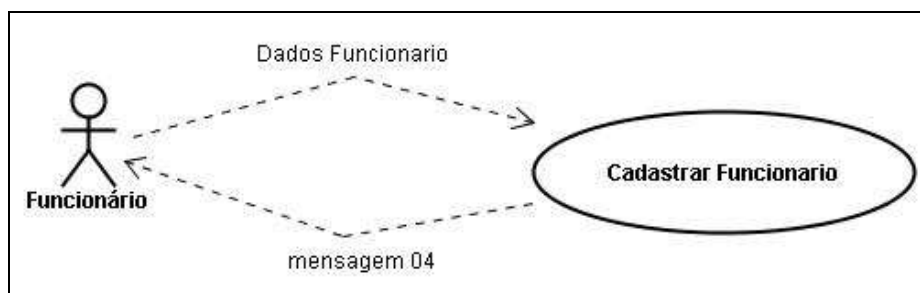 Dados Funcionario
Funcionário
Cadastrar Funcionario
mensagem 04